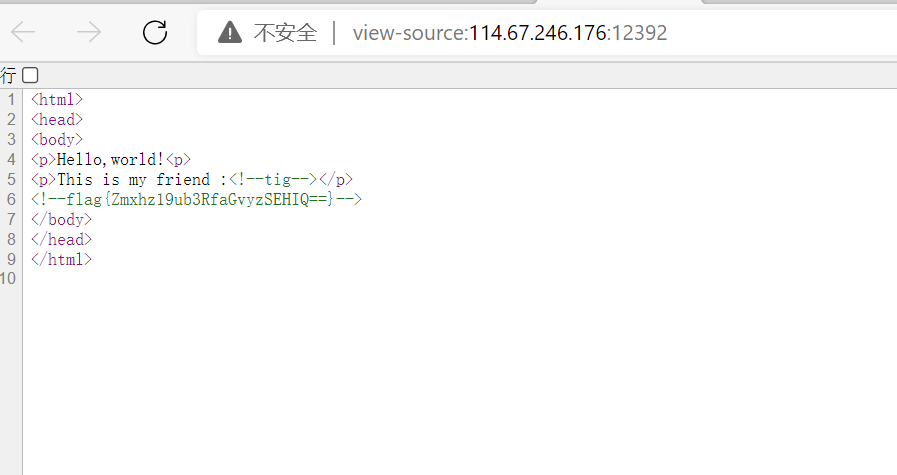 不安全 | view-source:114.67.246.176:12392
行
1 <html>
2 <head>
3 <body>
4 <p>Hello,world!<p>
5 <p>This is my friend :<!--tig--></p>
6 <!--flag{Zmxhz19ub3RfaGvyzSEHIQ==}-->
7 </body>
8 </head>
9 </html>
10